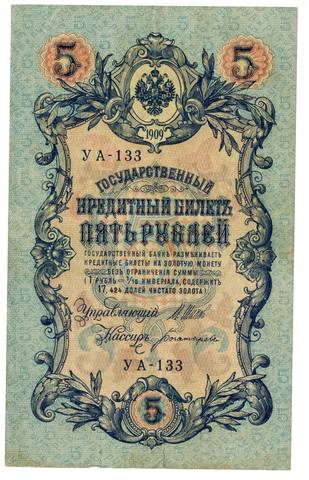 5 5
1909
УА-133
ГОСУДАРСТВЕННЫЙ
КРЕДИТНЫЙ БИЛЕТЪ
ПЯТЬ РУБЛЕЙ
ГОСУДАРСТВЕННЫЙ БАНКЪ РАЗМѢНИВАЕТЪ
КРЕДИТНЫЕ БИЛЕТЫ НА ЗОЛОТУЮ МОНЕТУ
БЕЗЪ ОГРАНИЧЕНІЯ СУММЫ
(1 РУБЛЬ = 1/15 ИМПЕРІАЛА, СОДЕРЖИТЪ
17,424 ДОЛЕЙ ЧИСТАГО ЗОЛОТА)
Управляющій
Кассиръ
УА-133
5